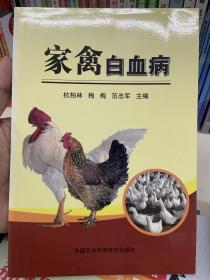 家禽白血病
杭柏林 梅梅 范忠军 主编
中国农业科学技术出版社